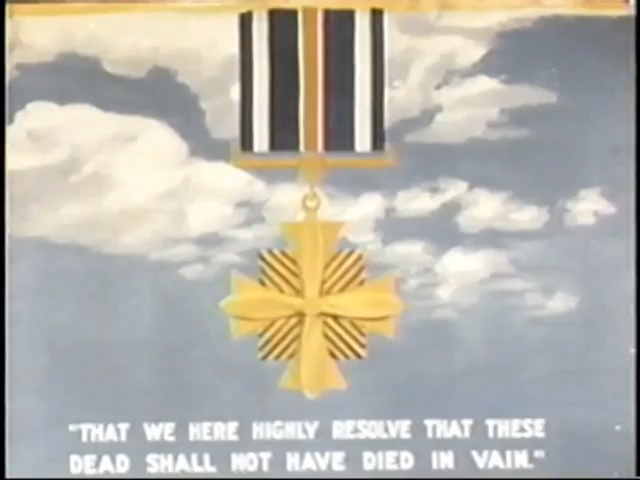 "THAT WE HERE HIGHLY RESOLVE THAT THESE
DEAD SHALL NOT HAVE DIED IN VAIN."